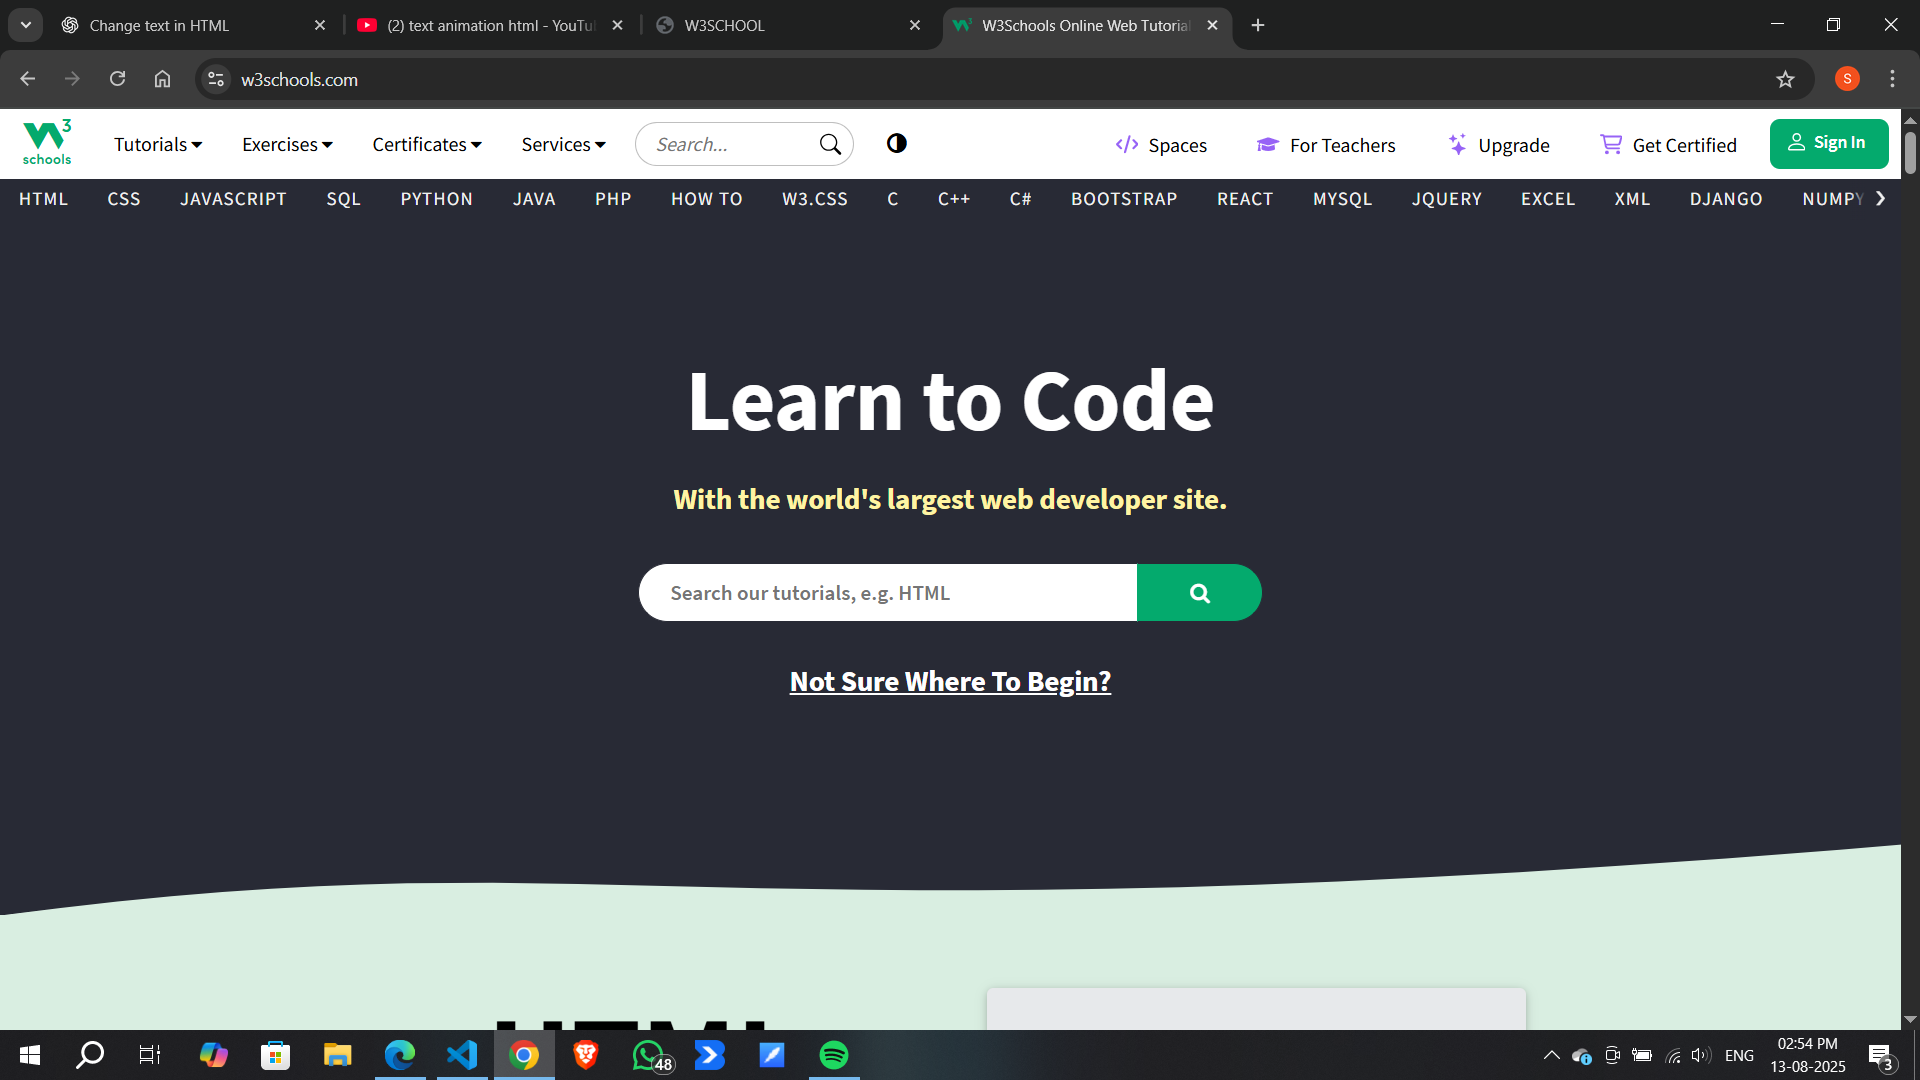 Change text in HTML
(2) text animation html - YouTu
W3SCHOOL
W3Schools Online Web Tutorial
w3schools.com
S
3
schools
Tutorials
Exercises
Certificates
Services
Search...
Spaces
For Teachers
Upgrade
Get Certified
Sign In
HTML CSS JAVASCRIPT SQL PYTHON JAVA PHP HOW TO W3.CSS C C++ C# BOOTSTRAP REACT MYSQL JQUERY EXCEL XML DJANGO NUMPY
Learn to Code
With the world's largest web developer site.
Search our tutorials, e.g. HTML
Not Sure Where To Begin?
HTML
48
ENG
02:54 PM
13-08-2025
3